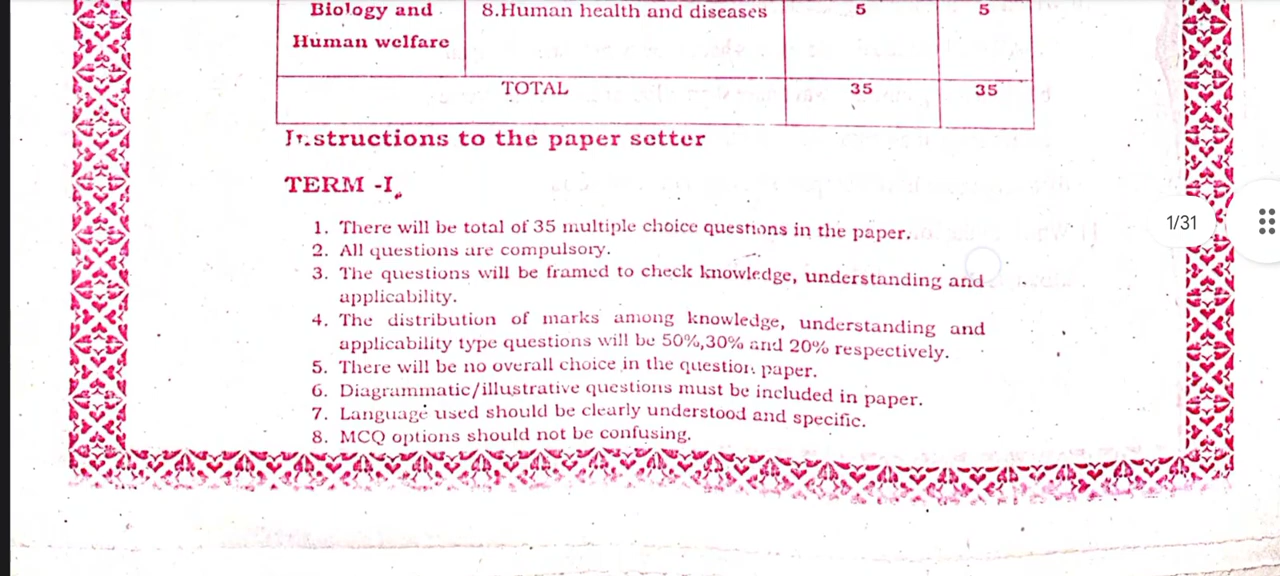 Biology and 8.Human health and diseases 5 5
Human welfare
TOTAL 35 35
Instructions to the paper setter
TERM -I
1. There will be total of 35 multiple choice questions in the paper.
2. All questions are compulsory.
3. The questions will be framed to check knowledge, understanding and
applicability.
4. The distribution of marks among knowledge, understanding and
applicability type questions will be 50%,30% and 20% respectively.
5. There will be no overall choice in the question paper.
6. Diagrammatic/illustrative questions must be included in paper.
7. Language used should be clearly understood and specific.
8. MCQ options should not be confusing.
1/31